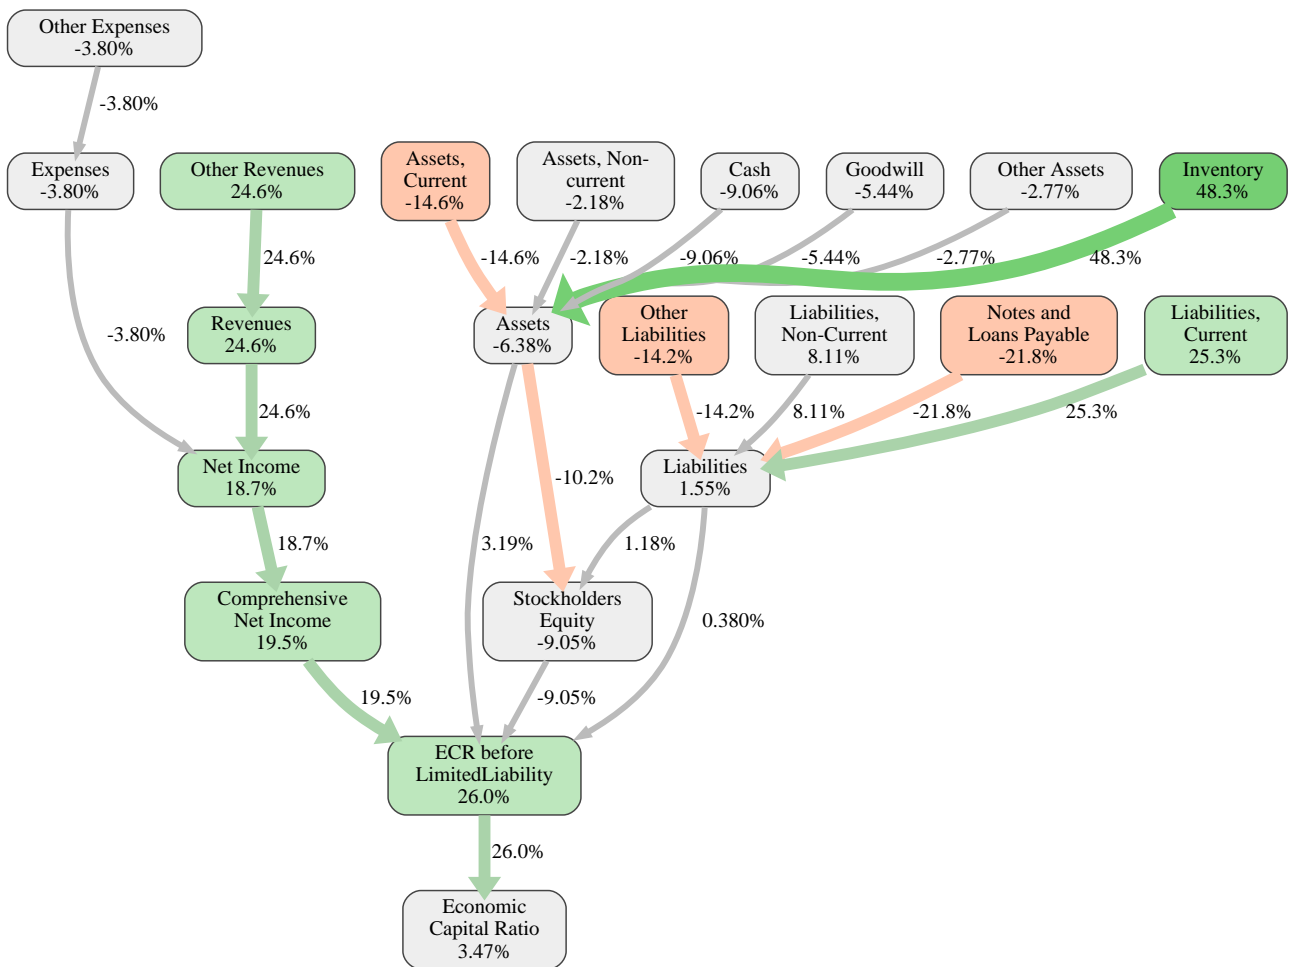 Other Expenses
-3.80%
-3.80%
Expenses
-3.80%
Other Revenues
24.6%
Assets,
Current
-14.6%
Assets, Non-
current
-2.18%
Cash
-9.06%
Goodwill
-5.44%
Other Assets
-2.77%
Inventory
48.3%
24.6%
-14.6%
-2.18%
-9.06%
-5.44%
-2.77%
48.3%
-3.80%
Revenues
24.6%
Assets
-6.38%
Other
Liabilities
-14.2%
Liabilities,
Non-Current
8.11%
Notes and
Loans Payable
-21.8%
Liabilities,
Current
25.3%
24.6%
-14.2%
8.11%
-21.8%
25.3%
Net Income
18.7%
-10.2%
Liabilities
1.55%
18.7%
3.19%
1.18%
Comprehensive
Net Income
19.5%
Stockholders
Equity
-9.05%
0.380%
19.5%
-9.05%
ECR before
LimitedLiability
26.0%
26.0%
Economic
Capital Ratio
3.47%